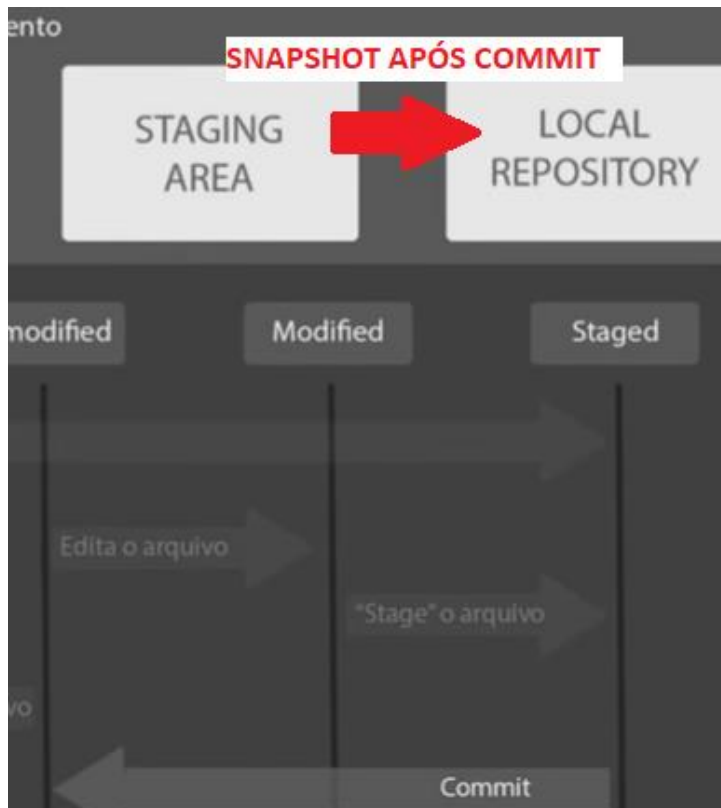 ento
SNAPSHOT APÓS COMMIT
STAGING
AREA
LOCAL
REPOSITORY
modified
Modified
Staged
Edita o arquivo
"Stage" o arquivo
vo
Commit